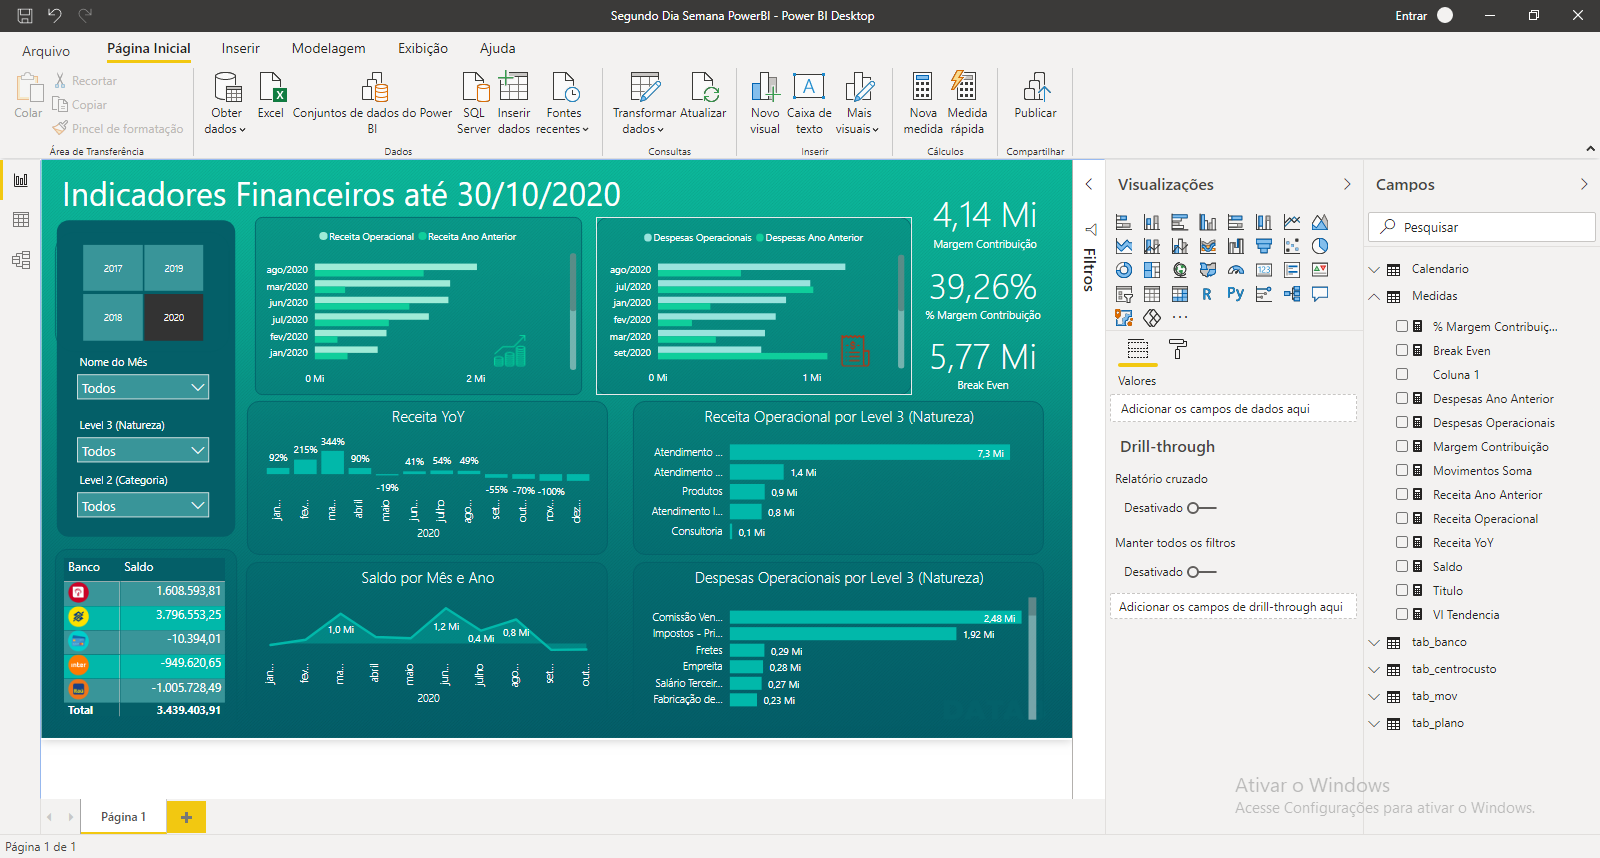 Segundo Dia Semana PowerBI - Power BI Desktop
Entrar
Arquivo
Página Inicial
Inserir
Modelagem
Exibição
Ajuda
Colar
Recortar
Copiar
Pincel de formatação
Área de Transferência
Obter dados
Excel
Conjuntos de dados do Power BI
SQL Server
Inserir dados
Fontes recentes
Dados
Transformar dados
Atualizar
Consultas
Novo visual
Caixa de texto
Mais visuais
Inserir
Nova medida
Medida rápida
Cálculos
Publicar
Compartilhar
Indicadores Financeiros até 30/10/2020
2017
2019
2018
2020
Nome do Mês
Todos
Level 3 (Natureza)
Todos
Level 2 (Categoria)
Todos
Receita Operacional
Receita Ano Anterior
ago/2020
mar/2020
jun/2020
jul/2020
fev/2020
jan/2020
0 Mi
2 Mi
Despesas Operacionais
Despesas Ano Anterior
ago/2020
jul/2020
jan/2020
fev/2020
mar/2020
set/2020
0 Mi
1 Mi
4,14 Mi
Margem Contribuição
39,26%
% Margem Contribuição
5,77 Mi
Break Even
Receita YoY
92%
215%
344%
90%
-19%
41%
54%
49%
-55%
-70%
-100%
jan...
fev...
ma...
abril
maio
jun...
julho
ago...
set...
out...
nov...
dez...
2020
Receita Operacional por Level 3 (Natureza)
Atendimento ...
7,3 Mi
Atendimento ...
1,4 Mi
Produtos
0,9 Mi
Atendimento I...
0,8 Mi
Consultoria
0,1 Mi
Banco
Saldo
1.608.593,81
3.796.553,25
-10.394,01
inter
-949.620,65
Itaú
-1.005.728,49
Total
3.439.403,91
Saldo por Mês e Ano
1,0 Mi
1,2 Mi
0,4 Mi
0,8 Mi
jan...
fev...
ma...
abril
maio
jun...
julho
ago...
set...
out...
2020
Despesas Operacionais por Level 3 (Natureza)
Comissão Ven...
2,48 Mi
Impostos - Pri...
1,92 Mi
Fretes
0,29 Mi
Empreita
0,28 Mi
Salário Terceir...
0,27 Mi
Fabricação de...
0,23 Mi
Filtros
Visualizações
R
Py
Valores
Adicionar os campos de dados aqui
Drill-through
Relatório cruzado
Desativado
Manter todos os filtros
Desativado
Adicionar os campos de drill-through aqui
Campos
Pesquisar
Calendario
Medidas
% Margem Contribuiç...
Break Even
Coluna 1
Despesas Ano Anterior
Despesas Operacionais
Margem Contribuição
Movimentos Soma
Receita Ano Anterior
Receita Operacional
Receita YoY
Saldo
Titulo
VI Tendencia
tab_banco
tab_centrocusto
tab_mov
tab_plano
Ativar o Windows
Acesse Configurações para ativar o Windows.
Página 1
+
Página 1 de 1